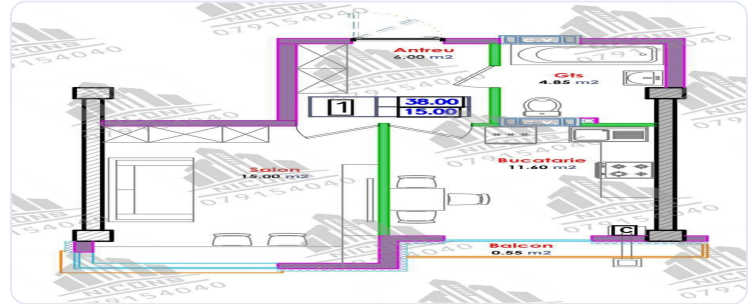 NICONS
079154040
Antreu
6.00 m2
Gts
4.85 m2
1
38.00
15.00
Salon
15.00 m2
Bucatarie
11.60 m2
C
Balcon
0.55 m2